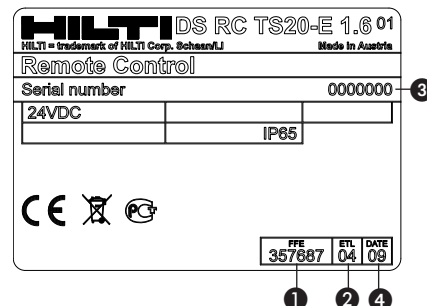 HILTI DS RC TS20-E 1.6 01
HILTI = trademark of HILTI Corp. Schaan/LI Made in Austria
Remote Control
Serial number 0000000 3
24VDC
IP65
CE PG
FFE ETL DATE
357687 04 09
1 2 4